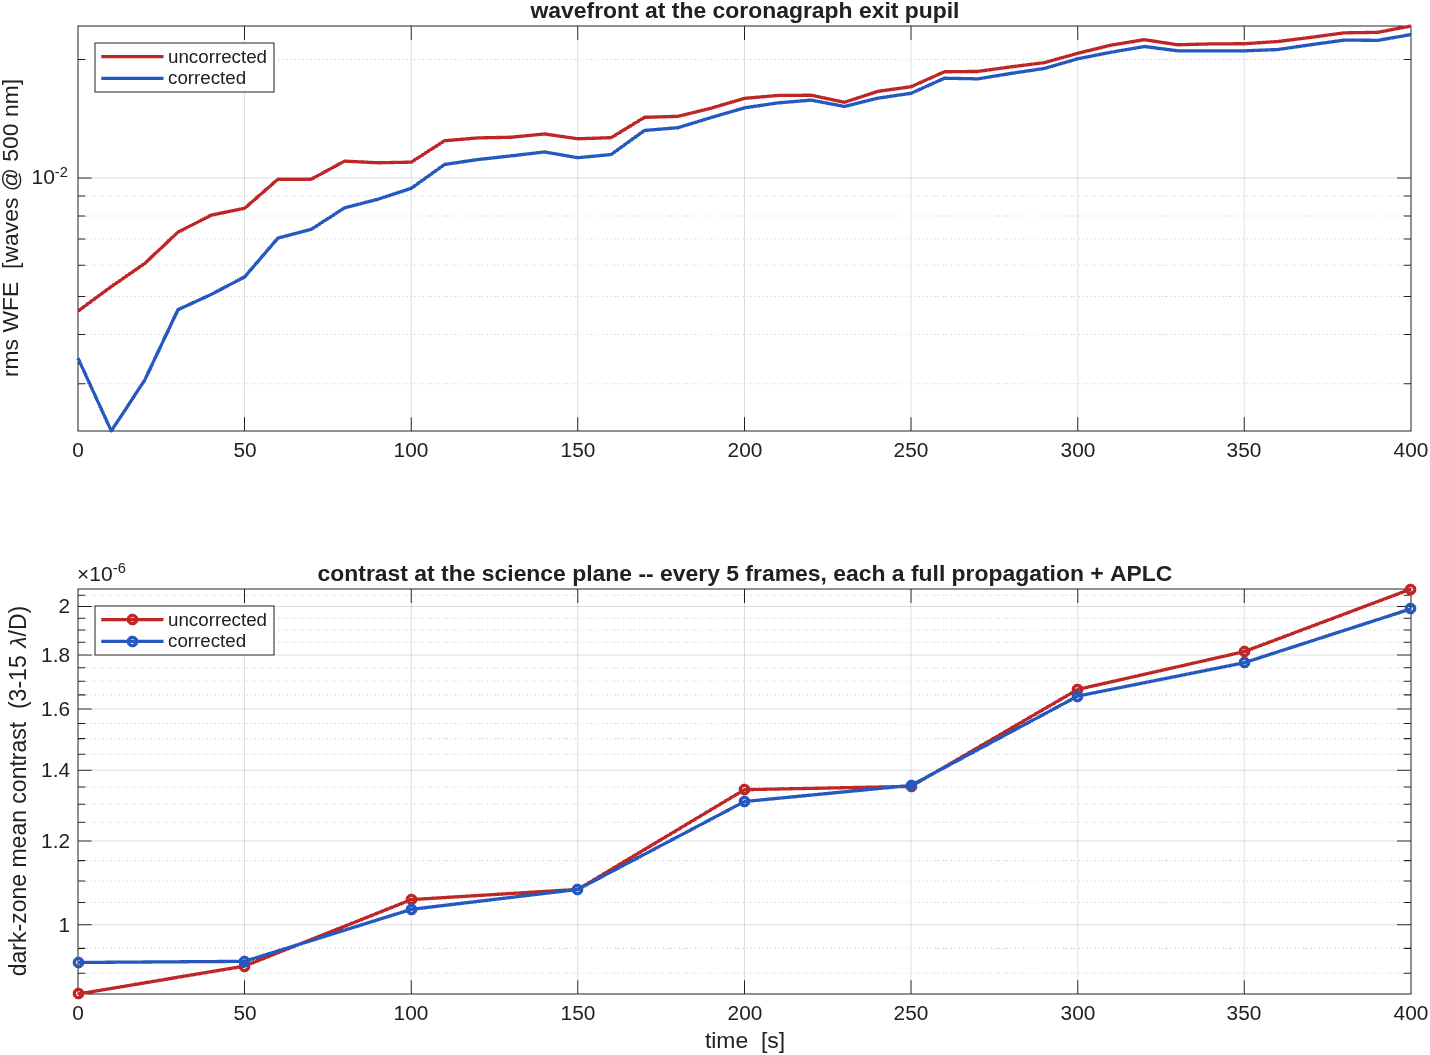 wavefront at the coronagraph exit pupil
uncorrected
corrected
rms WFE [waves @ 500 nm]
10-2
0 50 100 150 200 250 300 350 400
×10-6
contrast at the science plane -- every 5 frames, each a full propagation + APLC
uncorrected
corrected
dark-zone mean contrast (3-15 λ/D)
2
1.8
1.6
1.4
1.2
1
0 50 100 150 200 250 300 350 400
time [s]